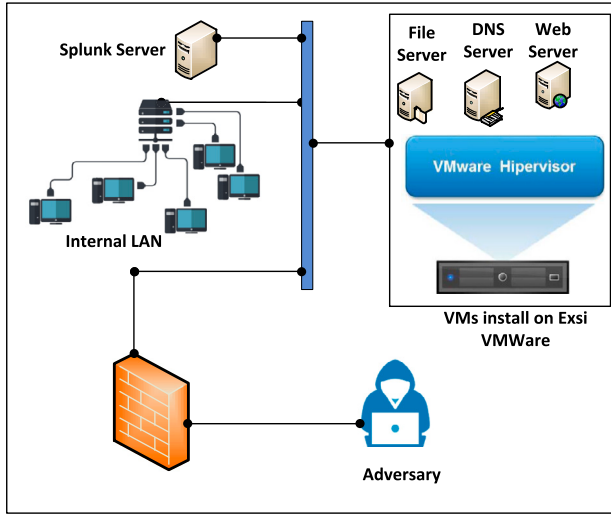 Splunk Server
File
Server
DNS
Server
Web
Server
VMware Hipervisor
Internal LAN
VMs install on Exsi
VMWare
Adversary